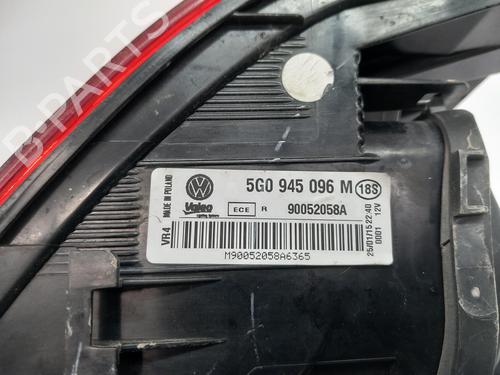 B-PARTS
MADE IN POLAND
VR4
Valeo
5G0 945 096 M 18S
ECE R 90052058A
M90052058A6365
25/01/15 22:40
0001 12V